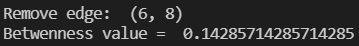 Remove edge:  (6, 8)
Betwenness value =  0.14285714285714285